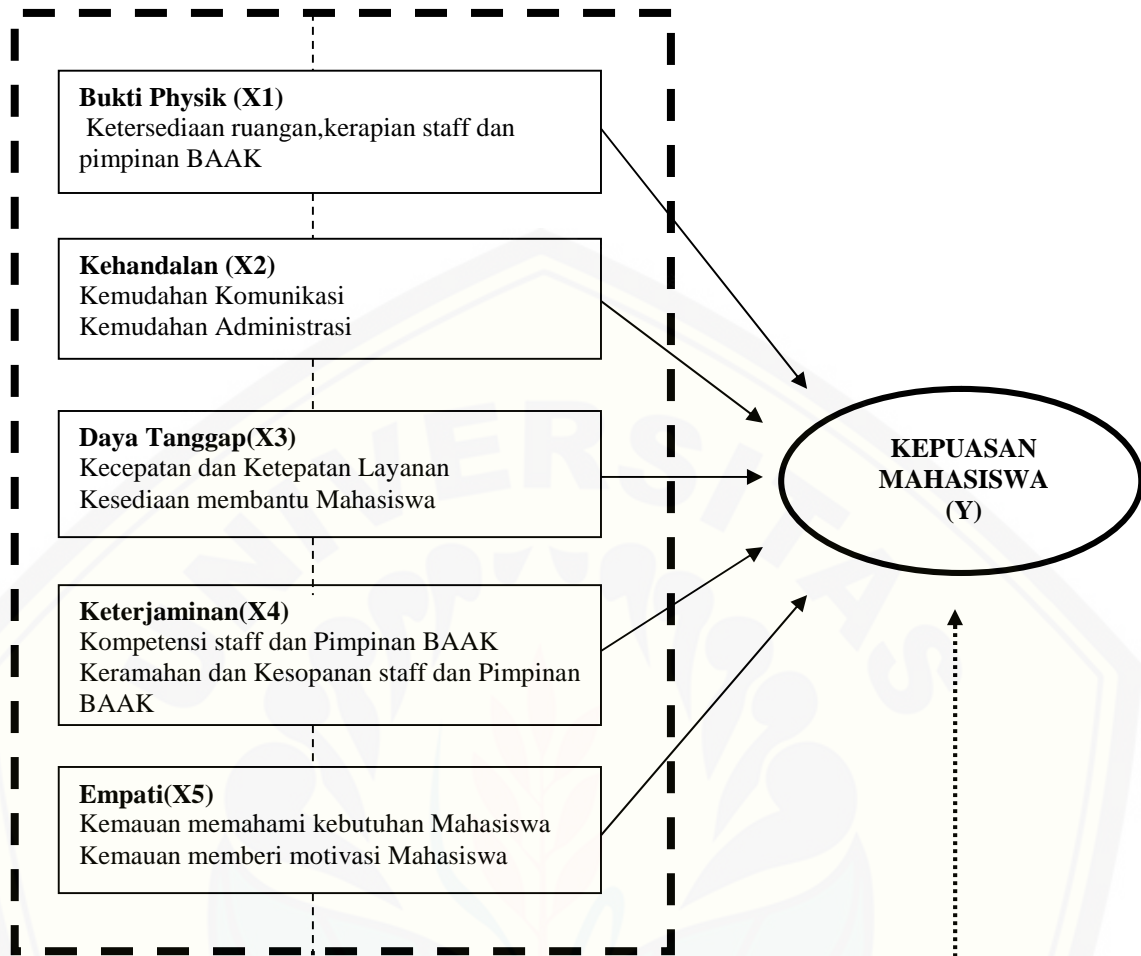 Bukti Physik (X1)
Ketersediaan ruangan,kerapian staff dan
pimpinan BAAK
Kehandalan (X2)
Kemudahan Komunikasi
Kemudahan Administrasi
Daya Tanggap(X3)
Kecepatan dan Ketepatan Layanan
Kesediaan membantu Mahasiswa
Keterjaminan(X4)
Kompetensi staff dan Pimpinan BAAK
Keramahan dan Kesopanan staff dan Pimpinan
BAAK
Empati(X5)
Kemauan memahami kebutuhan Mahasiswa
Kemauan memberi motivasi Mahasiswa
KEPUASAN
MAHASISWA
(Y)
UNIVERSITAS